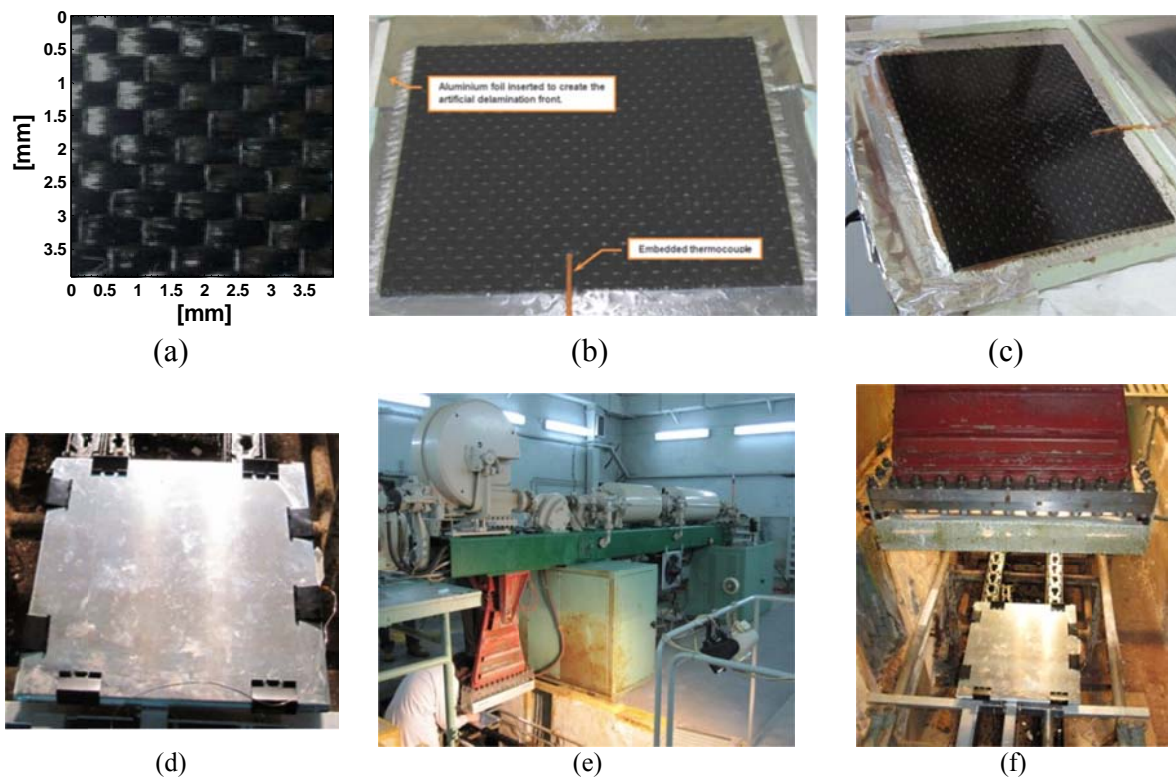 0
0.5
1
1.5
2
2.5
3
3.5
[mm]
0 0.5 1 1.5 2 2.5 3 3.5
[mm]
(a)
Aluminium foil inserted to create the
artificial delamination front.
Embedded thermocouple
(b)
(c)
(d)
(e)
(f)